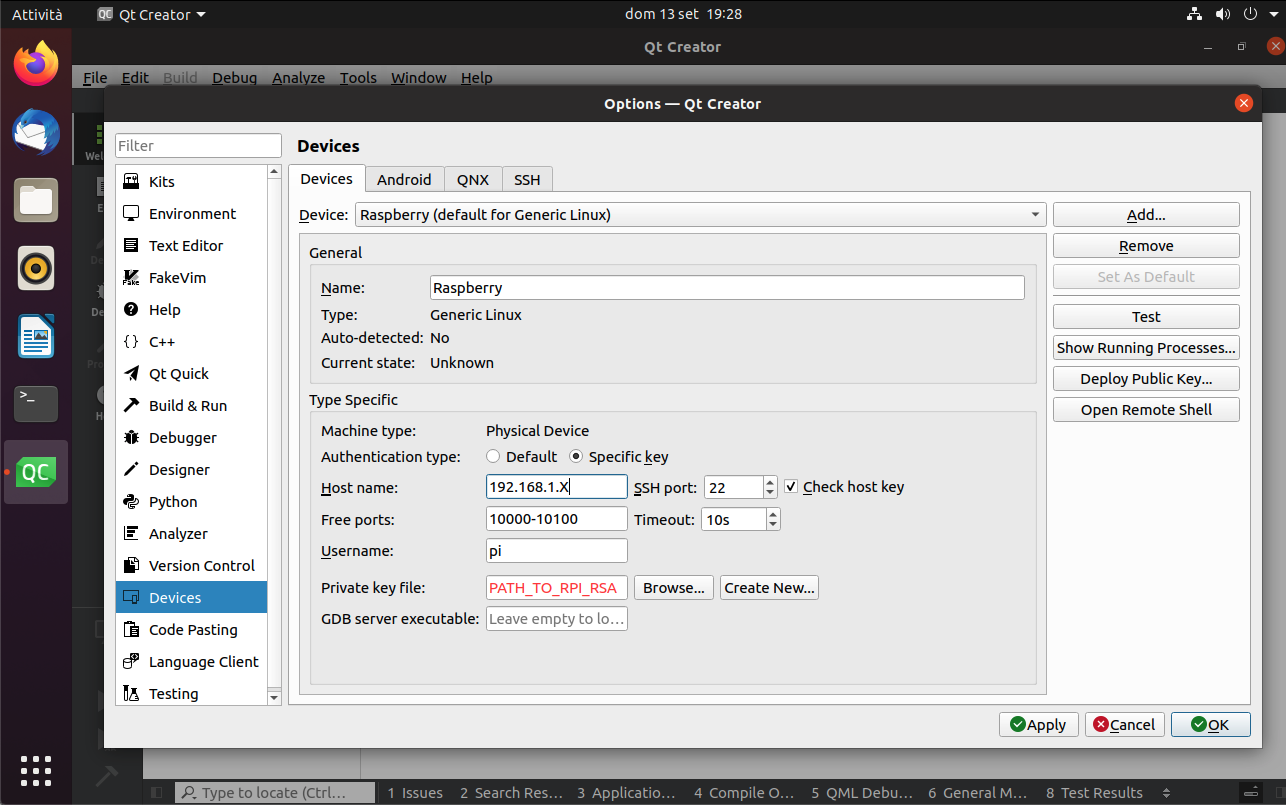 Attività
QC Qt Creator
dom 13 set 19:28
Qt Creator
File Edit Build Debug Analyze Tools Window Help
Options — Qt Creator
Filter
Devices
Kits
Environment
Text Editor
FakeVim
Help
C++
Qt Quick
Build & Run
Debugger
Designer
Python
Analyzer
Version Control
Devices
Code Pasting
Language Client
Testing
Devices Android QNX SSH
Device: Raspberry (default for Generic Linux)
General
Name: Raspberry
Type: Generic Linux
Auto-detected: No
Current state: Unknown
Type Specific
Machine type: Physical Device
Authentication type: Default Specific key
Host name: 192.168.1.X SSH port: 22 Check host key
Free ports: 10000-10100 Timeout: 10s
Username: pi
Private key file: PATH_TO_RPI_RSA Browse... Create New...
GDB server executable: Leave empty to lo...
Add...
Remove
Set As Default
Test
Show Running Processes...
Deploy Public Key...
Open Remote Shell
Apply Cancel OK
QC
Wel
Type to locate (Ctrl... 1 Issues 2 Search Res... 3 Applicatio... 4 Compile O... 5 QML Debu... 6 General M... 8 Test Results